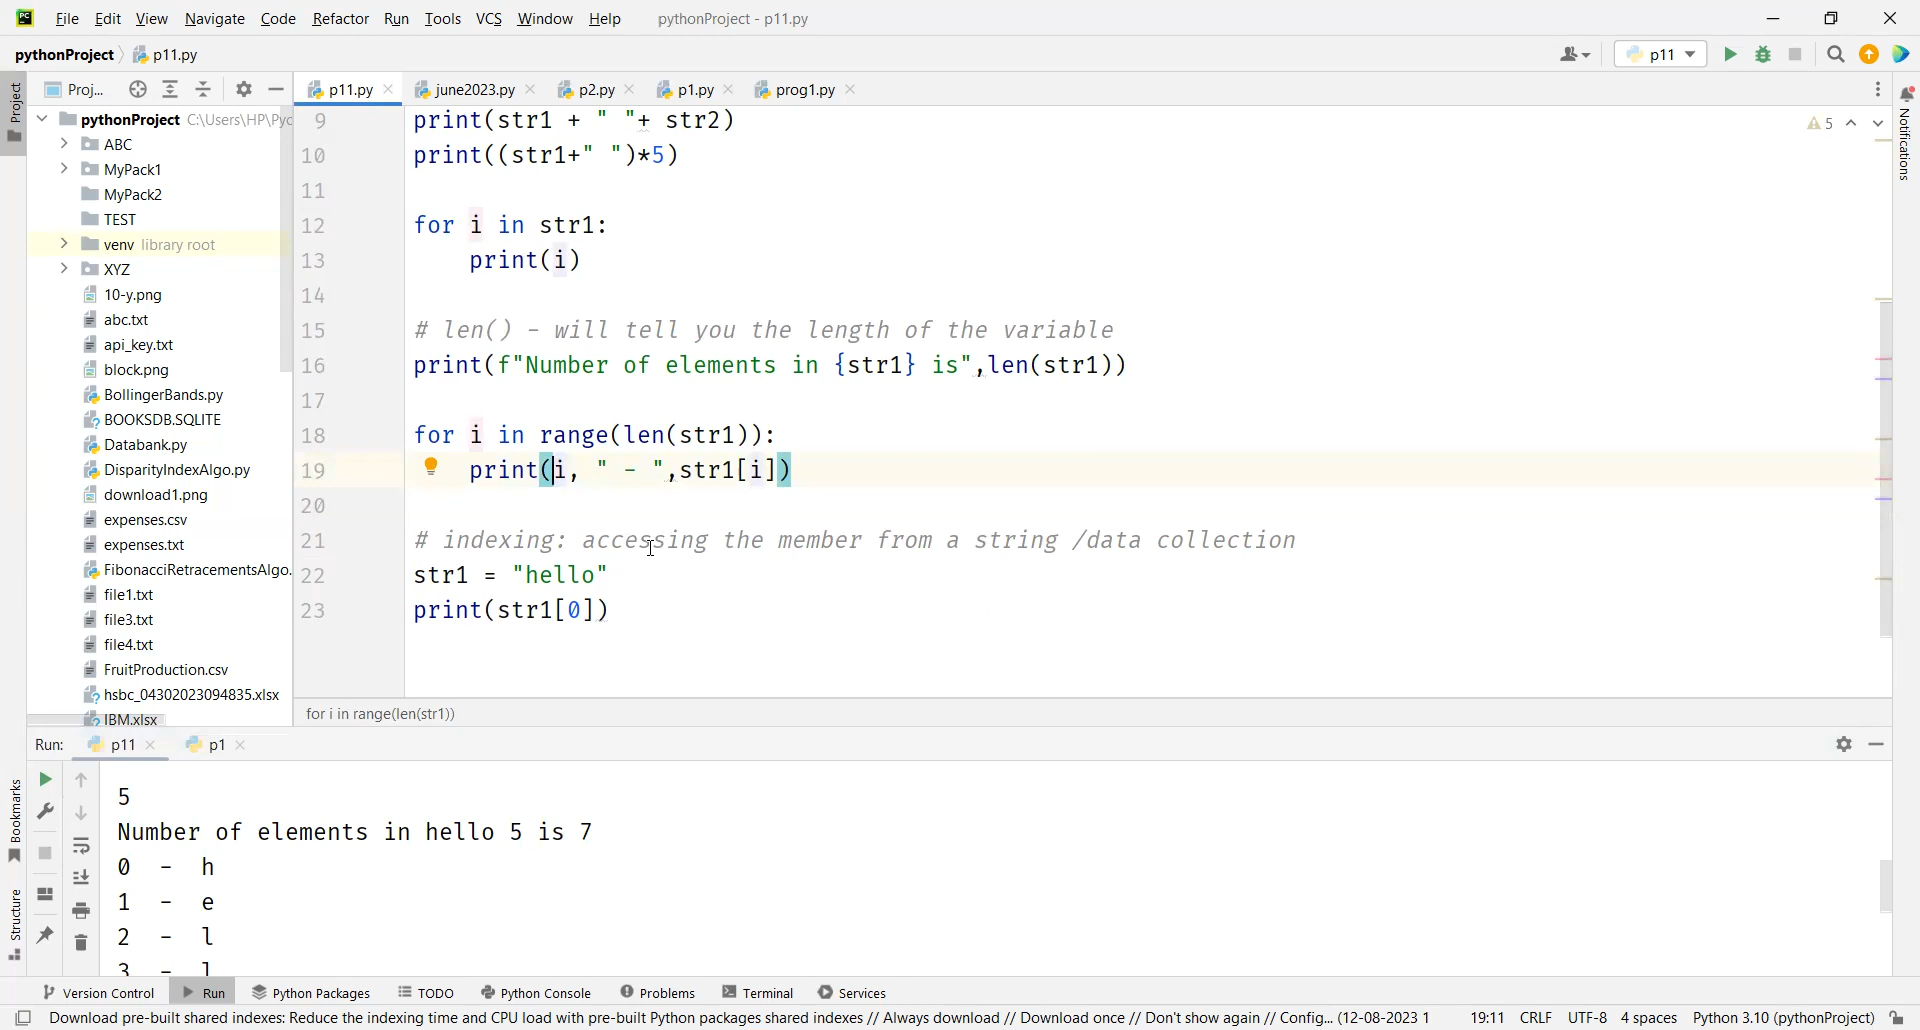 PC File Edit View Navigate Code Refactor Run Tools VCS Window Help pythonProject - p11.py
pythonProject p11.py p11
Project Proj... p11.py june2023.py p2.py p1.py prog1.py Notifications
pythonProject C:\Users\HP\Pyc
ABC
MyPack1
MyPack2
TEST
venv library root
XYZ
10-y.png
abc.txt
api_key.txt
block.png
BollingerBands.py
BOOKSDB.SQLITE
Databank.py
DisparityIndexAlgo.py
download1.png
expenses.csv
expenses.txt
FibonacciRetracementsAlgo.
file1.txt
file3.txt
file4.txt
FruitProduction.csv
hsbc_04302023094835.xlsx
IBM.xlsx
5
9 print(str1 + " "+ str2)
10 print((str1+" ")*5)
11
12 for i in str1:
13     print(i)
14
15 # len() - will tell you the length of the variable
16 print(f"Number of elements in {str1} is",len(str1))
17
18 for i in range(len(str1)):
19     print(i, " - ",str1[i])
20
21 # indexing: accessing the member from a string /data collection
22 str1 = "hello"
23 print(str1[0])
for i in range(len(str1))
Run: p11 p1
Bookmarks
Structure
5
Number of elements in hello 5 is 7
0 - h
1 - e
2 - l
3 - l
Version Control Run Python Packages TODO Python Console Problems Terminal Services
Download pre-built shared indexes: Reduce the indexing time and CPU load with pre-built Python packages shared indexes // Always download // Download once // Don't show again // Config... (12-08-2023 1 19:11 CRLF UTF-8 4 spaces Python 3.10 (pythonProject)